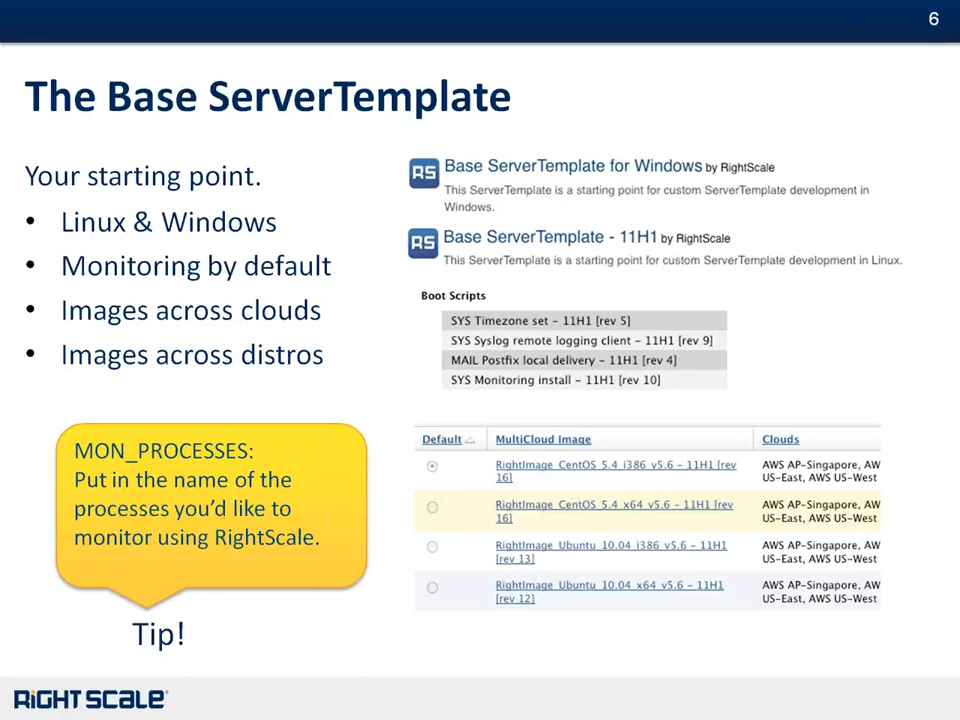 6
The Base ServerTemplate
Your starting point.
• Linux & Windows
• Monitoring by default
• Images across clouds
• Images across distros
MON_PROCESSES:
Put in the name of the
processes you'd like to
monitor using RightScale.
Tip!
RS
Base ServerTemplate for Windows by RightScale
This ServerTemplate is a starting point for custom ServerTemplate development in
Windows.
RS
Base ServerTemplate - 11H1 by RightScale
This ServerTemplate is a starting point for custom ServerTemplate development in Linux.
Boot Scripts
SYS Timezone set - 11H1 [rev 5]
SYS Syslog remote logging client - 11H1 [rev 9]
MAIL Postfix local delivery - 11H1 [rev 4]
SYS Monitoring install - 11H1 [rev 10]
Default MultiCloud Image Clouds
RightImage_CentOS_5.4_i386_v5.6 - 11H1 [rev AWS AP-Singapore, AW
16] US-East, AWS US-West
RightImage_CentOS_5.4_x64_v5.6 - 11H1 [rev AWS AP-Singapore, AW
16] US-East, AWS US-West
RightImage_Ubuntu_10.04_i386_v5.6 - 11H1 AWS AP-Singapore, AW
[rev 13] US-East, AWS US-West
RightImage_Ubuntu_10.04_x64_v5.6 - 11H1 AWS AP-Singapore, AW
[rev 12] US-East, AWS US-West
RIGHTSCALE